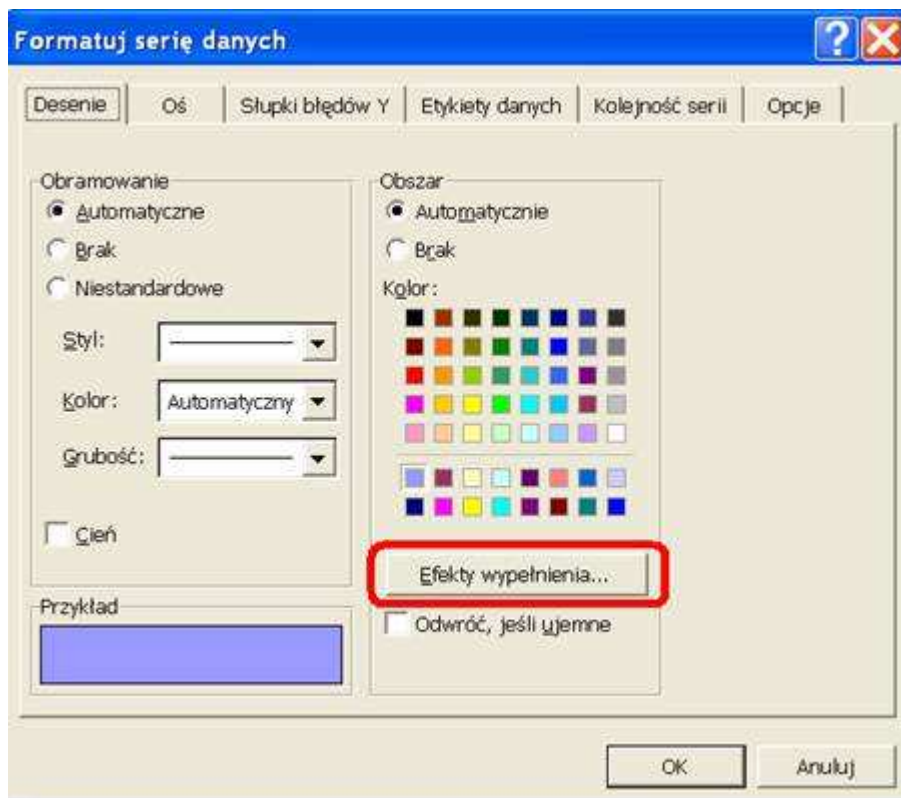 Formatuj serię danych
Desenie Oś Słupki błędów Y Etykiety danych Kolejność serii Opcje
Obramowanie
Automatyczne
Brak
Niestandardowe
Styl:
Kolor: Automatyczny
Grubość:
Cień
Przykład
Obszar
Automatycznie
Brak
Kolor:
Efekty wypełnienia...
Odwróć, jeśli ujemne
OK Anuluj